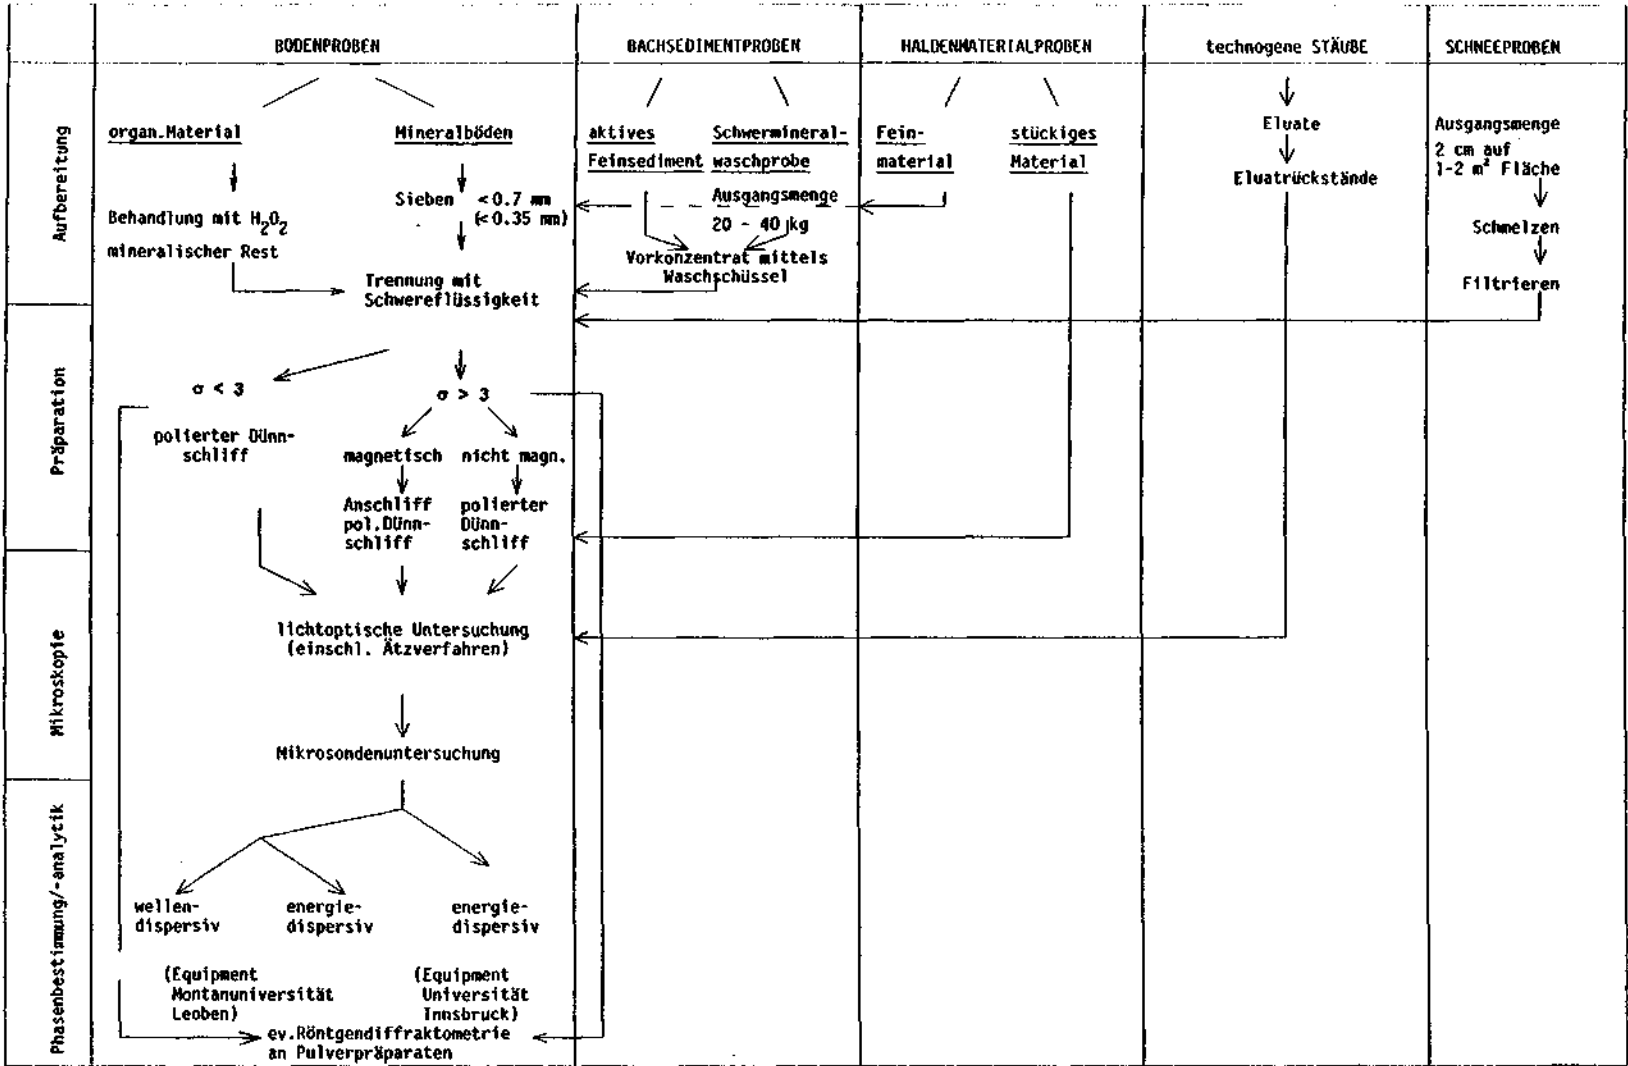 BODENPROBEN
BACHSEDIMENTPROBEN
HALDENMATERIALPROBEN
technogene STÄUBE
SCHNEEPROBEN
Aufbereitung
organ.Material
Behandlung mit H2O2
mineralischer Rest
Mineralböden
Sieben <0.7 mm
(<0.35 mm)
Trennung mit
Schwereflüssigkeit
aktives
Feinsediment
Schwermineral-
waschprobe
Ausgangsmenge
20 - 40 kg
Vorkonzentrat mittels
Waschschüssel
Fein-
material
stückiges
Material
Eluate
Eluatrückstände
Ausgangsmenge
2 cm auf
1-2 m² Fläche
Schmelzen
Filtrieren
Präparation
σ < 3
polierter Dünn-
schliff
σ > 3
magnetisch
nicht magn.
Anschliff
pol.Dünn-
schliff
polierter
Dünn-
schliff
Mikroskopie
lichtoptische Untersuchung
(einschl. Ätzverfahren)
Mikrosondenuntersuchung
Phasenbestimmung/-analytik
wellen-
dispersiv
energie-
dispersiv
energie-
dispersiv
(Equipment
Montanuniversität
Leoben)
(Equipment
Universität
Innsbruck)
ev.Röntgendiffraktometrie
an Pulverpräparaten